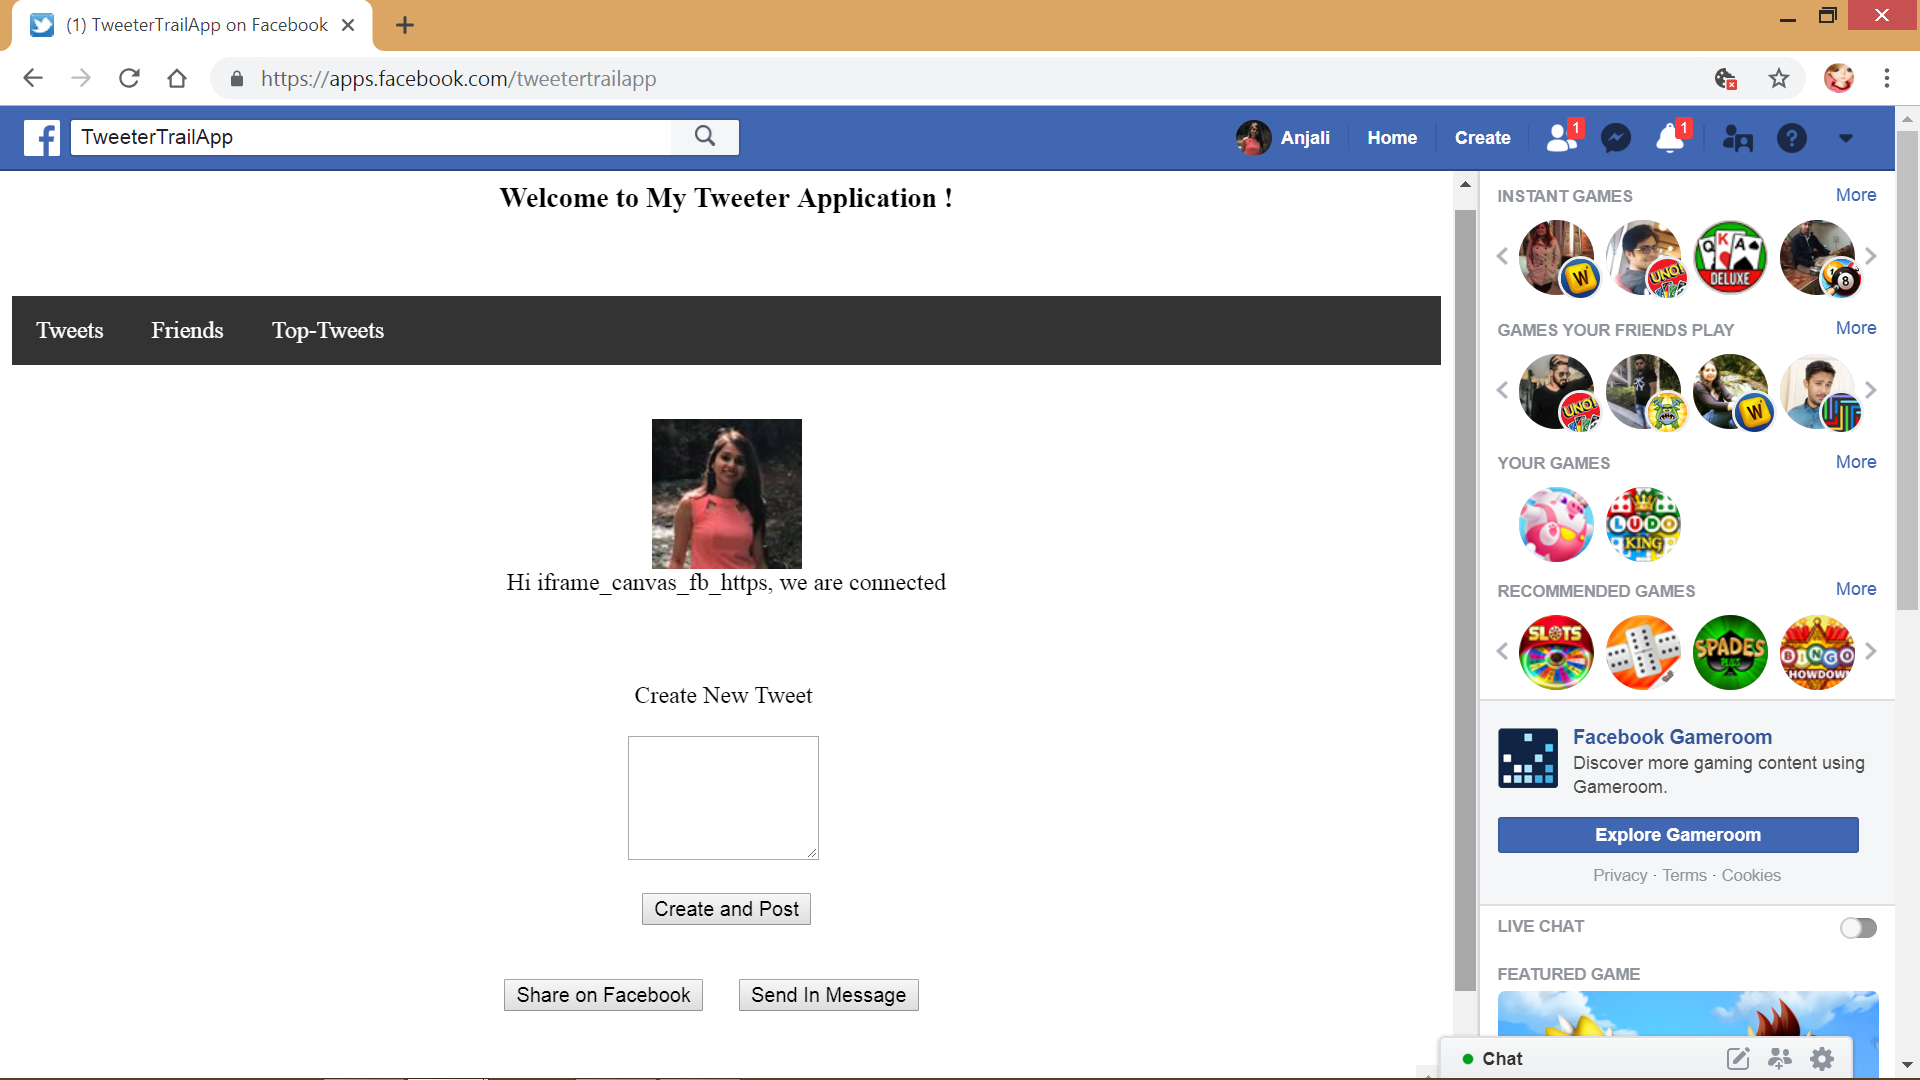 (1) TweeterTrailApp on Facebook
https://apps.facebook.com/tweetertrailapp
TweeterTrailApp
Anjali
Home
Create
1
1
Welcome to My Tweeter Application !
Tweets
Friends
Top-Tweets
Hi iframe_canvas_fb_https, we are connected
Create New Tweet
Create and Post
Share on Facebook
Send In Message
INSTANT GAMES
More
W
UNO!
Q K A
DELUXE
8
GAMES YOUR FRIENDS PLAY
More
UNO!
W
YOUR GAMES
More
LUDO
KING
RECOMMENDED GAMES
More
SLOTS
SPADES
PLUS
BINGO
SHOWDOWN
Facebook Gameroom
Discover more gaming content using
Gameroom.
Explore Gameroom
Privacy · Terms · Cookies
LIVE CHAT
FEATURED GAME
Chat